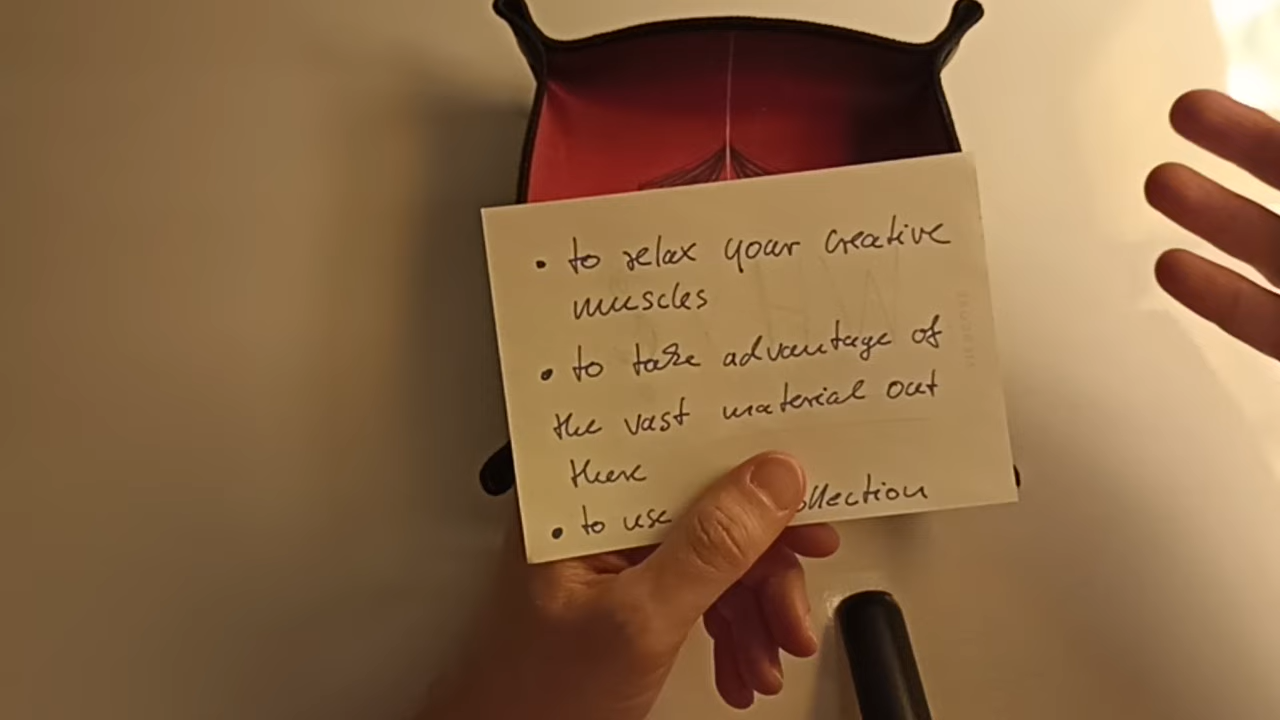 • to relax your creative
muscles
• to take advantage of
the vast material out
there
• to use ollection